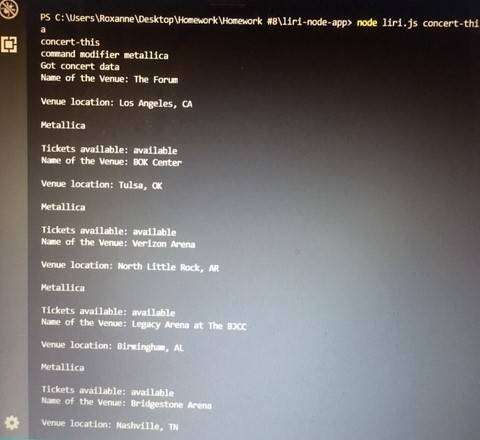 PS C:\Users\Roxanne\Desktop\Homework\Homework #8\liri-node-app> node liri.js concert-thi
a
concert-this
command modifier metallica
Got concert data
Name of the Venue: The Forum
Venue location: Los Angeles, CA
Metallica
Tickets available: available
Name of the Venue: BOK Center
Venue location: Tulsa, OK
Metallica
Tickets available: available
Name of the Venue: Verizon Arena
Venue location: North Little Rock, AR
Metallica
Tickets available: available
Name of the Venue: Legacy Arena at The BJCC
Venue location: Birmingham, AL
Metallica
Tickets available: available
Name of the Venue: Bridgestone Arena
Venue location: Nashville, TN